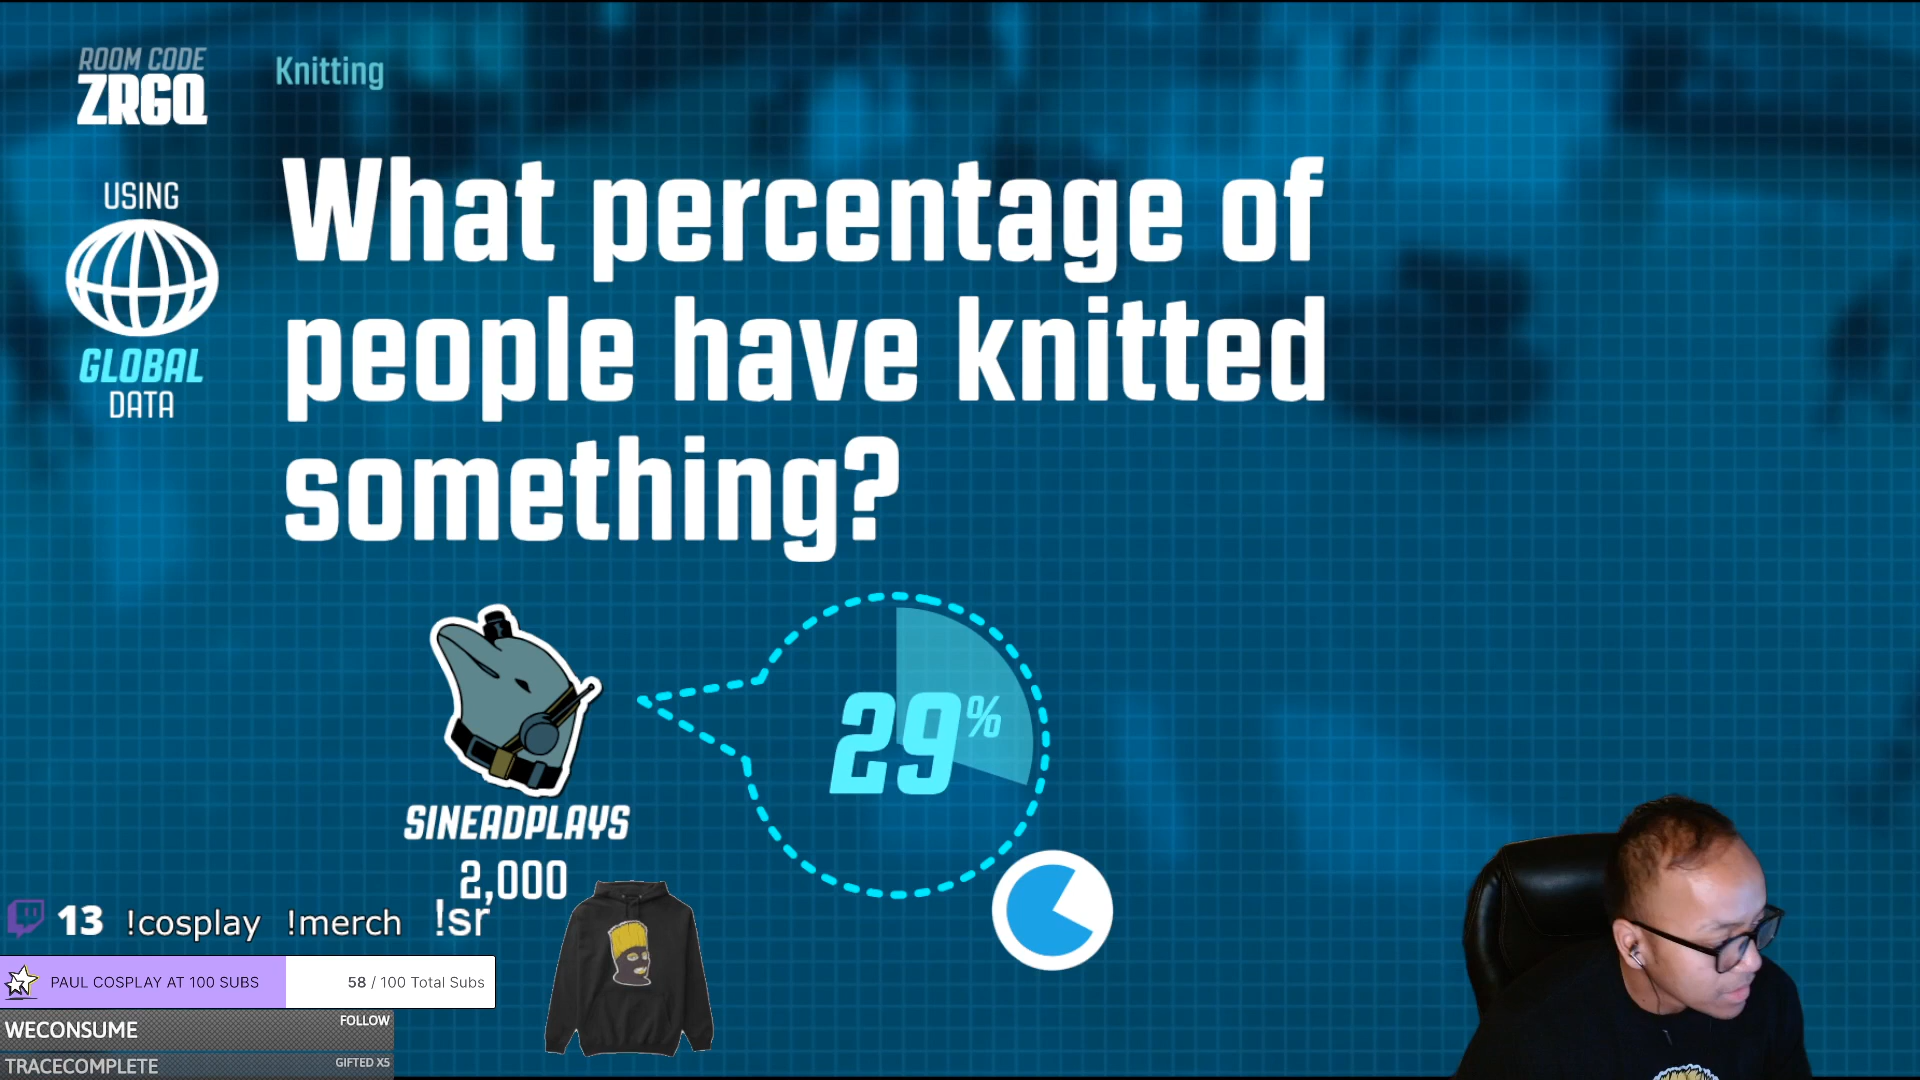 ROOM CODE
ZRGQ
Knitting
USING
GLOBAL
DATA
What percentage of
people have knitted
something?
29%
SINEADPLAYS
2,000
13 !cosplay !merch !sr
PAUL COSPLAY AT 100 SUBS 58 / 100 Total Subs
WECONSUME FOLLOW
TRACECOMPLETE GIFTED X5